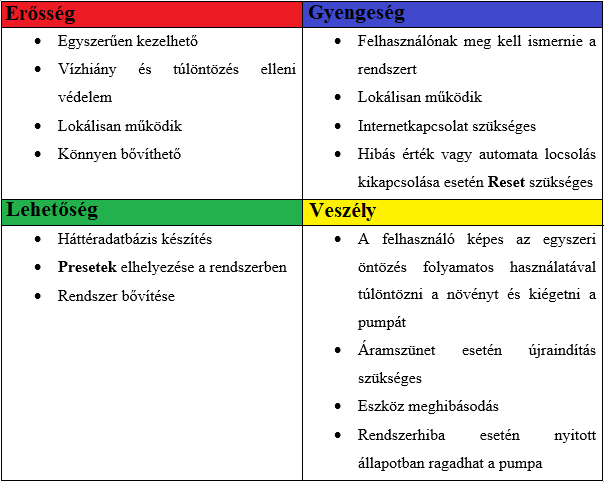 Erősség
• Egyszerűen kezelhető
• Vízhiány és túlöntözés elleni
védelem
• Lokálisan működik
• Könnyen bővíthető
Gyengeség
• Felhasználónak meg kell ismernie a
rendszert
• Lokálisan működik
• Internetkapcsolat szükséges
• Hibás érték vagy automata locsolás
kikapcsolása esetén Reset szükséges
Lehetőség
• Háttéradatbázis készítés
• Presetek elhelyezése a rendszerben
• Rendszer bővítése
Veszély
• A felhasználó képes az egyszeri
öntözés folyamatos használatával
túlöntözni a növényt és kiégetni a
pumpát
• Áramszünet esetén újraindítás
szükséges
• Eszköz meghibásodás
• Rendszerhiba esetén nyitott
állapotban ragadhat a pumpa